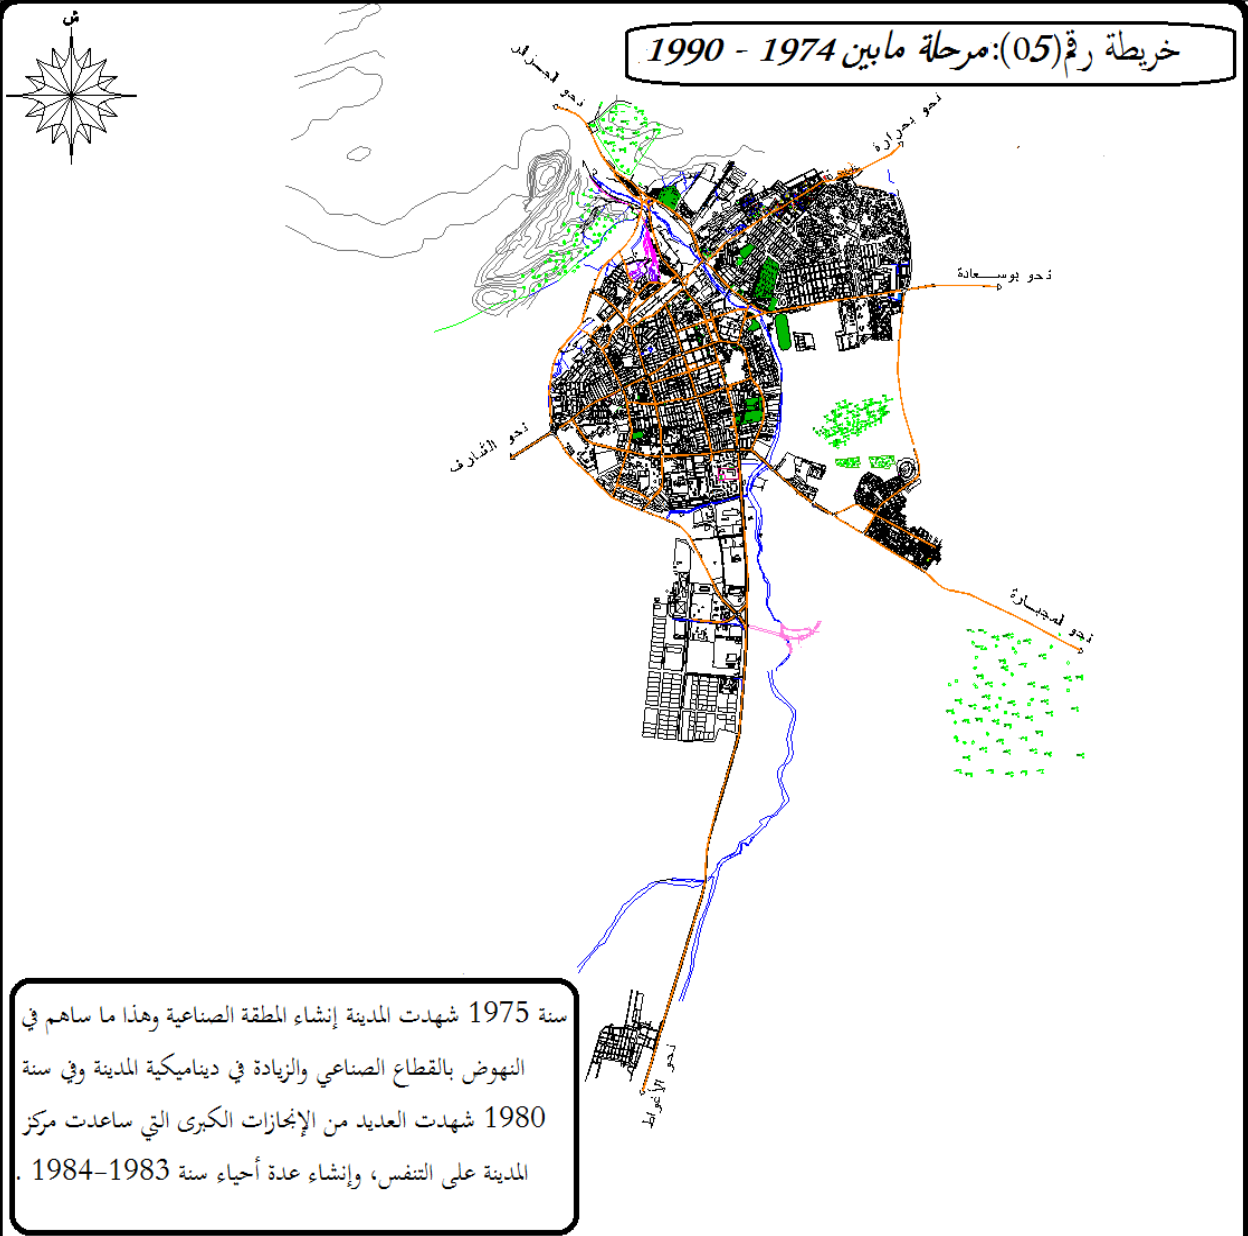 ش
خريطة رقم(05):مرحلة مابين 1974 - 1990
نحو لجزائر
نحو بحرارة
نحو بوسعادة
نحو الشارف
نحو لمجبارة
نحو الأغواط
سنة 1975 شهدت المدينة إنشاء المطقة الصناعية وهذا ما ساهم في
النهوض بالقطاع الصناعي والزيادة في ديناميكية المدينة وفي سنة
1980 شهدت العديد من الإنجازات الكبرى التي ساعدت مركز
المدينة على التنفس، وإنشاء عدة أحياء سنة 1983–1984 .